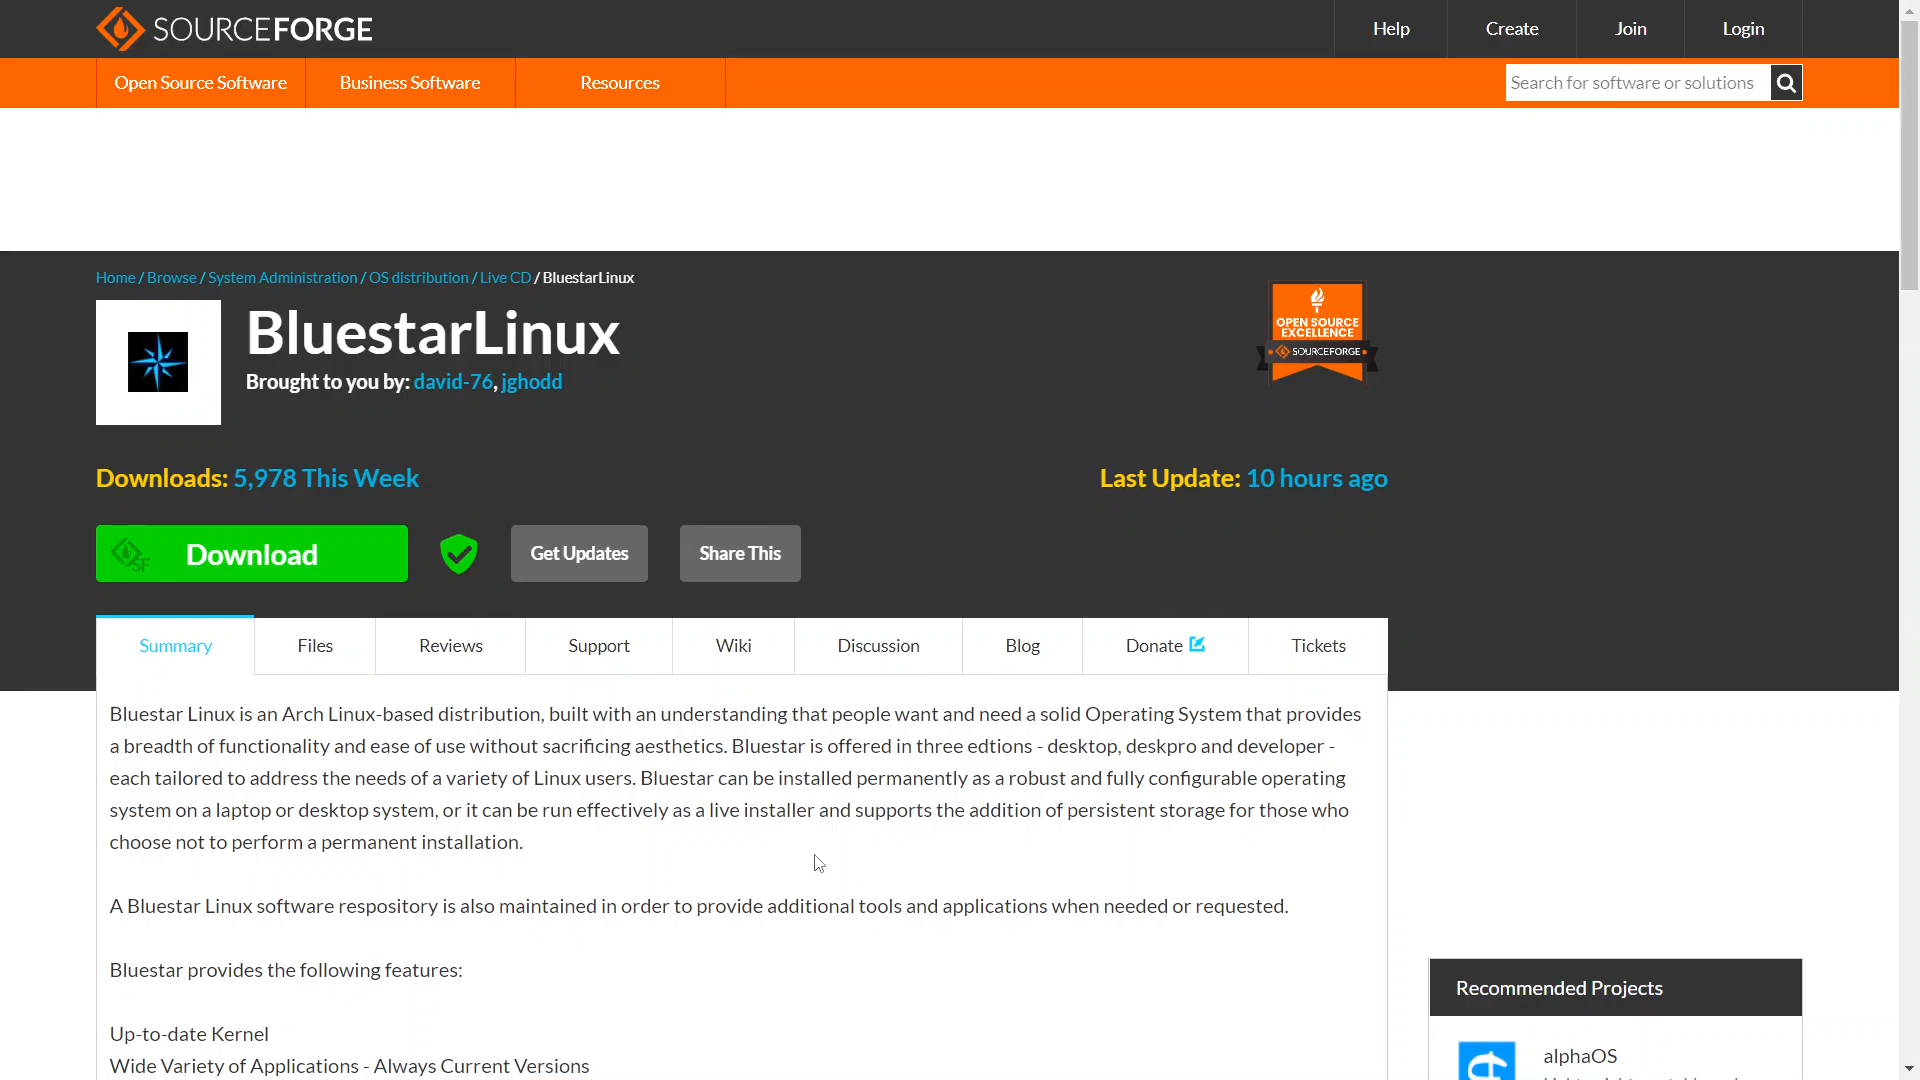 SOURCEFORGE
Help
Create
Join
Login
Open Source Software
Business Software
Resources
Search for software or solutions
Home / Browse / System Administration / OS distribution / Live CD / BluestarLinux
BluestarLinux
Brought to you by: david-76, jghodd
OPEN SOURCE
EXCELLENCE
SOURCEFORGE
Downloads: 5,978 This Week
Last Update: 10 hours ago
SF
Download
Get Updates
Share This
Summary
Files
Reviews
Support
Wiki
Discussion
Blog
Donate
Tickets
Bluestar Linux is an Arch Linux-based distribution, built with an understanding that people want and need a solid Operating System that provides
a breadth of functionality and ease of use without sacrificing aesthetics. Bluestar is offered in three edtions - desktop, deskpro and developer -
each tailored to address the needs of a variety of Linux users. Bluestar can be installed permanently as a robust and fully configurable operating
system on a laptop or desktop system, or it can be run effectively as a live installer and supports the addition of persistent storage for those who
choose not to perform a permanent installation.
A Bluestar Linux software respository is also maintained in order to provide additional tools and applications when needed or requested.
Bluestar provides the following features:
Up-to-date Kernel
Wide Variety of Applications - Always Current Versions
Recommended Projects
alphaOS